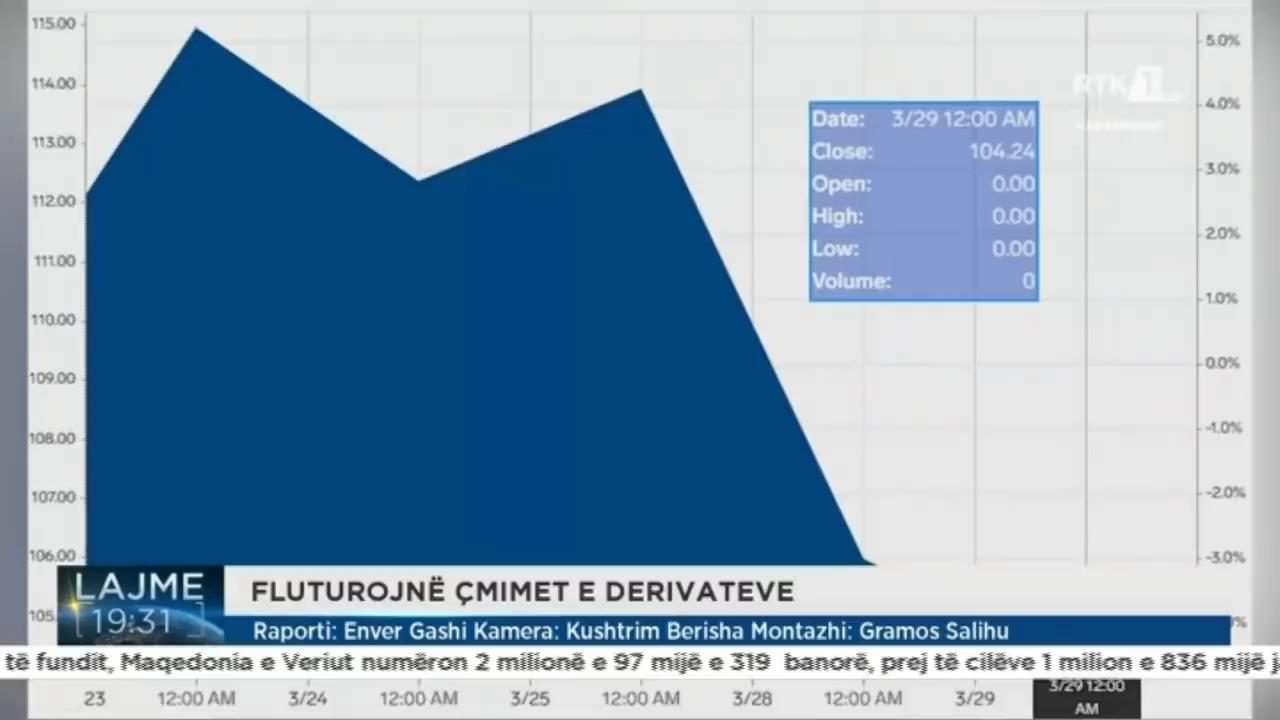 115.00
114.00
113.00
112.00
111.00
110.00
109.00
108.00
107.00
106.00
105.
5.0%
4.0%
3.0%
2.0%
1.0%
0.0%
-1.0%
-2.0%
-3.0%
RTK 1
Date: 3/29 12:00 AM
Close: 104.24
Open: 0.00
High: 0.00
Low: 0.00
Volume: 0
LAJME
19:31
FLUTUROJNË ÇMIMET E DERIVATEVE
Raporti: Enver Gashi Kamera: Kushtrim Berisha Montazhi: Gramos Salihu
të fundit, Maqedonia e Veriut numëron 2 milionë e 97 mijë e 319 banorë, prej të cilëve 1 milion e 836 mijë
23 12:00 AM 3/24 12:00 AM 3/25 12:00 AM 3/28 12:00 AM 3/29 3/29 12:00
AM